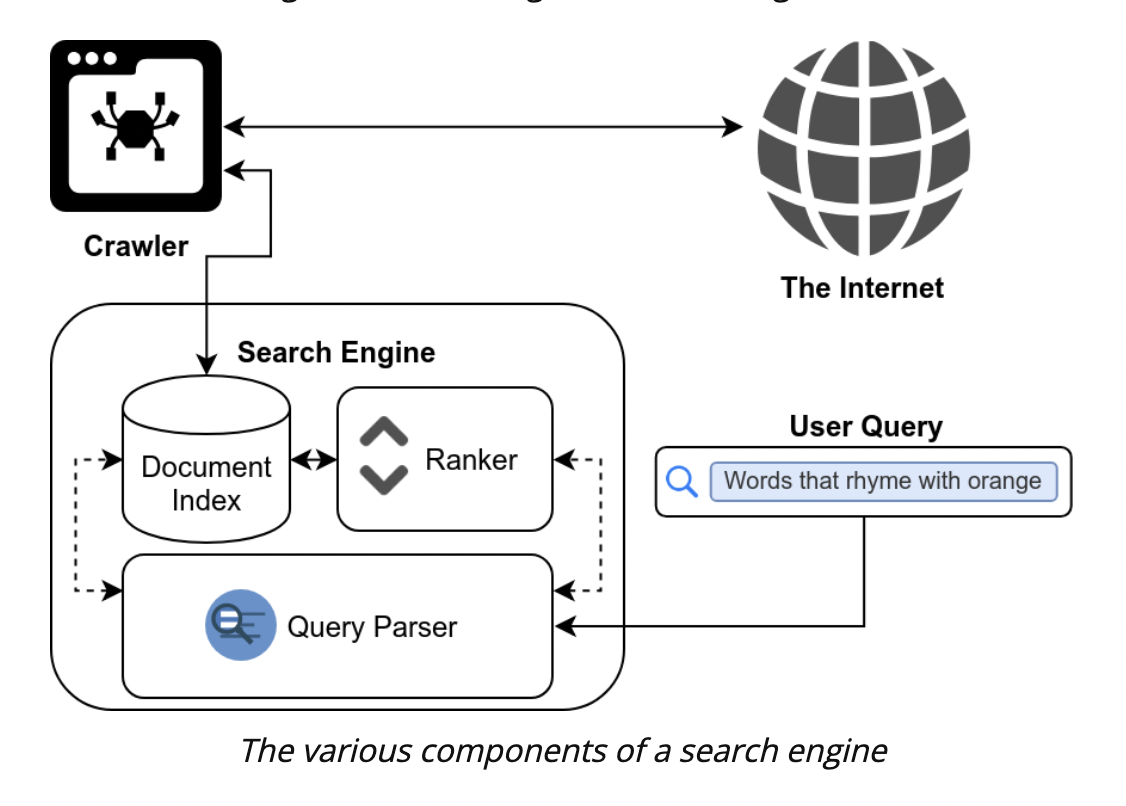 Crawler
The Internet
Search Engine
Document
Index
Ranker
User Query
Words that rhyme with orange
Query Parser
The various components of a search engine